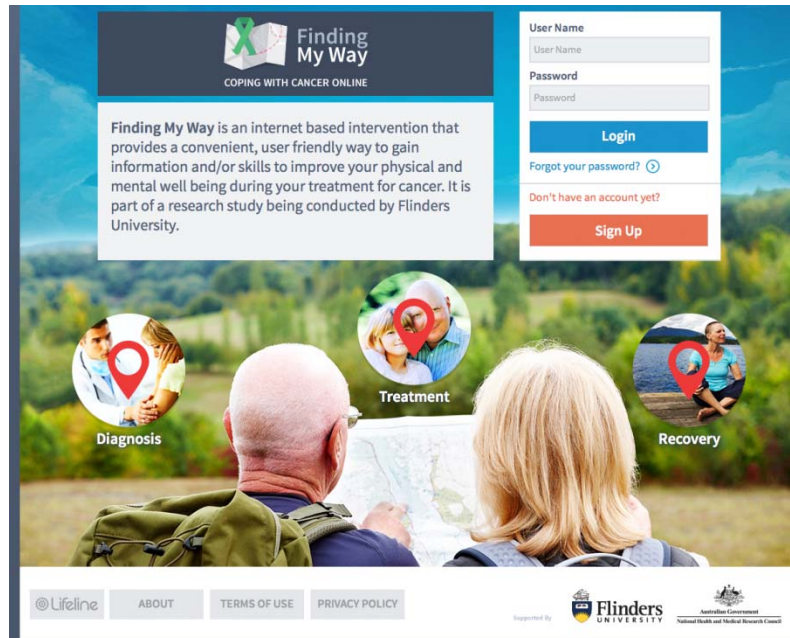 Finding
My Way
COPING WITH CANCER ONLINE
Finding My Way is an internet based intervention that
provides a convenient, user friendly way to gain
information and/or skills to improve your physical and
mental well being during your treatment for cancer. It is
part of a research study being conducted by Flinders
University.
User Name
User Name
Password
Password
Login
Forgot your password?
Don't have an account yet?
Sign Up
Diagnosis
Treatment
Recovery
Lifeline
ABOUT
TERMS OF USE
PRIVACY POLICY
Supported By
Flinders
UNIVERSITY
Australian Government
National Health and Medical Research Council